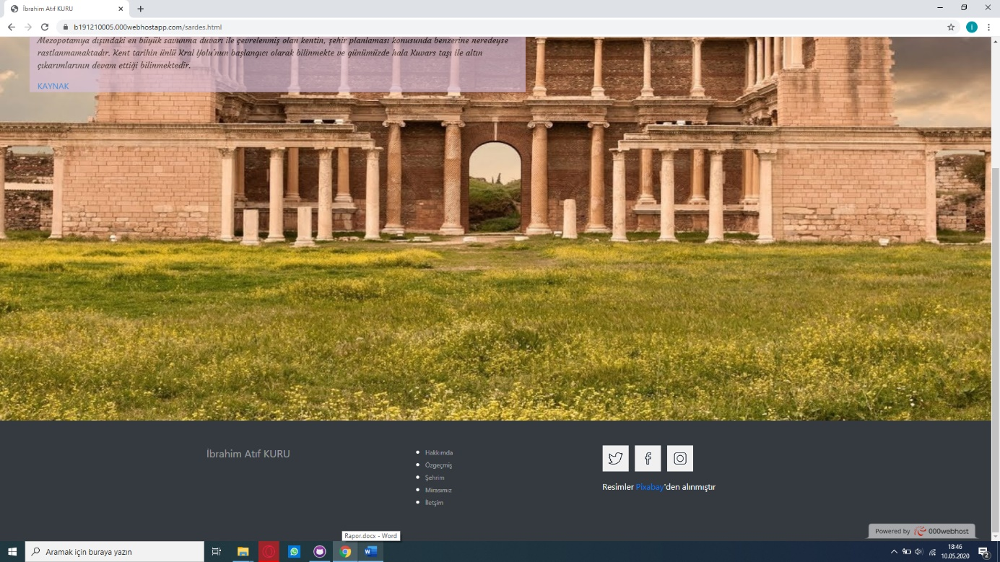 İbrahim Atıf KURU
b191210005.000webhostapp.com/sardes.html
Mezopotamya dışındaki en büyük savunma duvarı ile çevrelenmiş olan kentin, şehir planlaması konusunda benzerine neredeyse
rastlanmamaktadır. Kent tarihin ünlü Kral Yolu'nun başlangıcı olarak bilinmekte ve günümüzde hala Kuvars taşı ile altın
çıkarımlarının devam ettiği bilinmektedir.
KAYNAK
İbrahim Atıf KURU
Hakkımda
Özgeçmiş
Şehrim
Mirasımız
İletşim
Resimler Pixabay'den alınmıştır
Powered by 000webhost
Rapor.docx - Word
Aramak için buraya yazın
18:46
10.05.2020
2